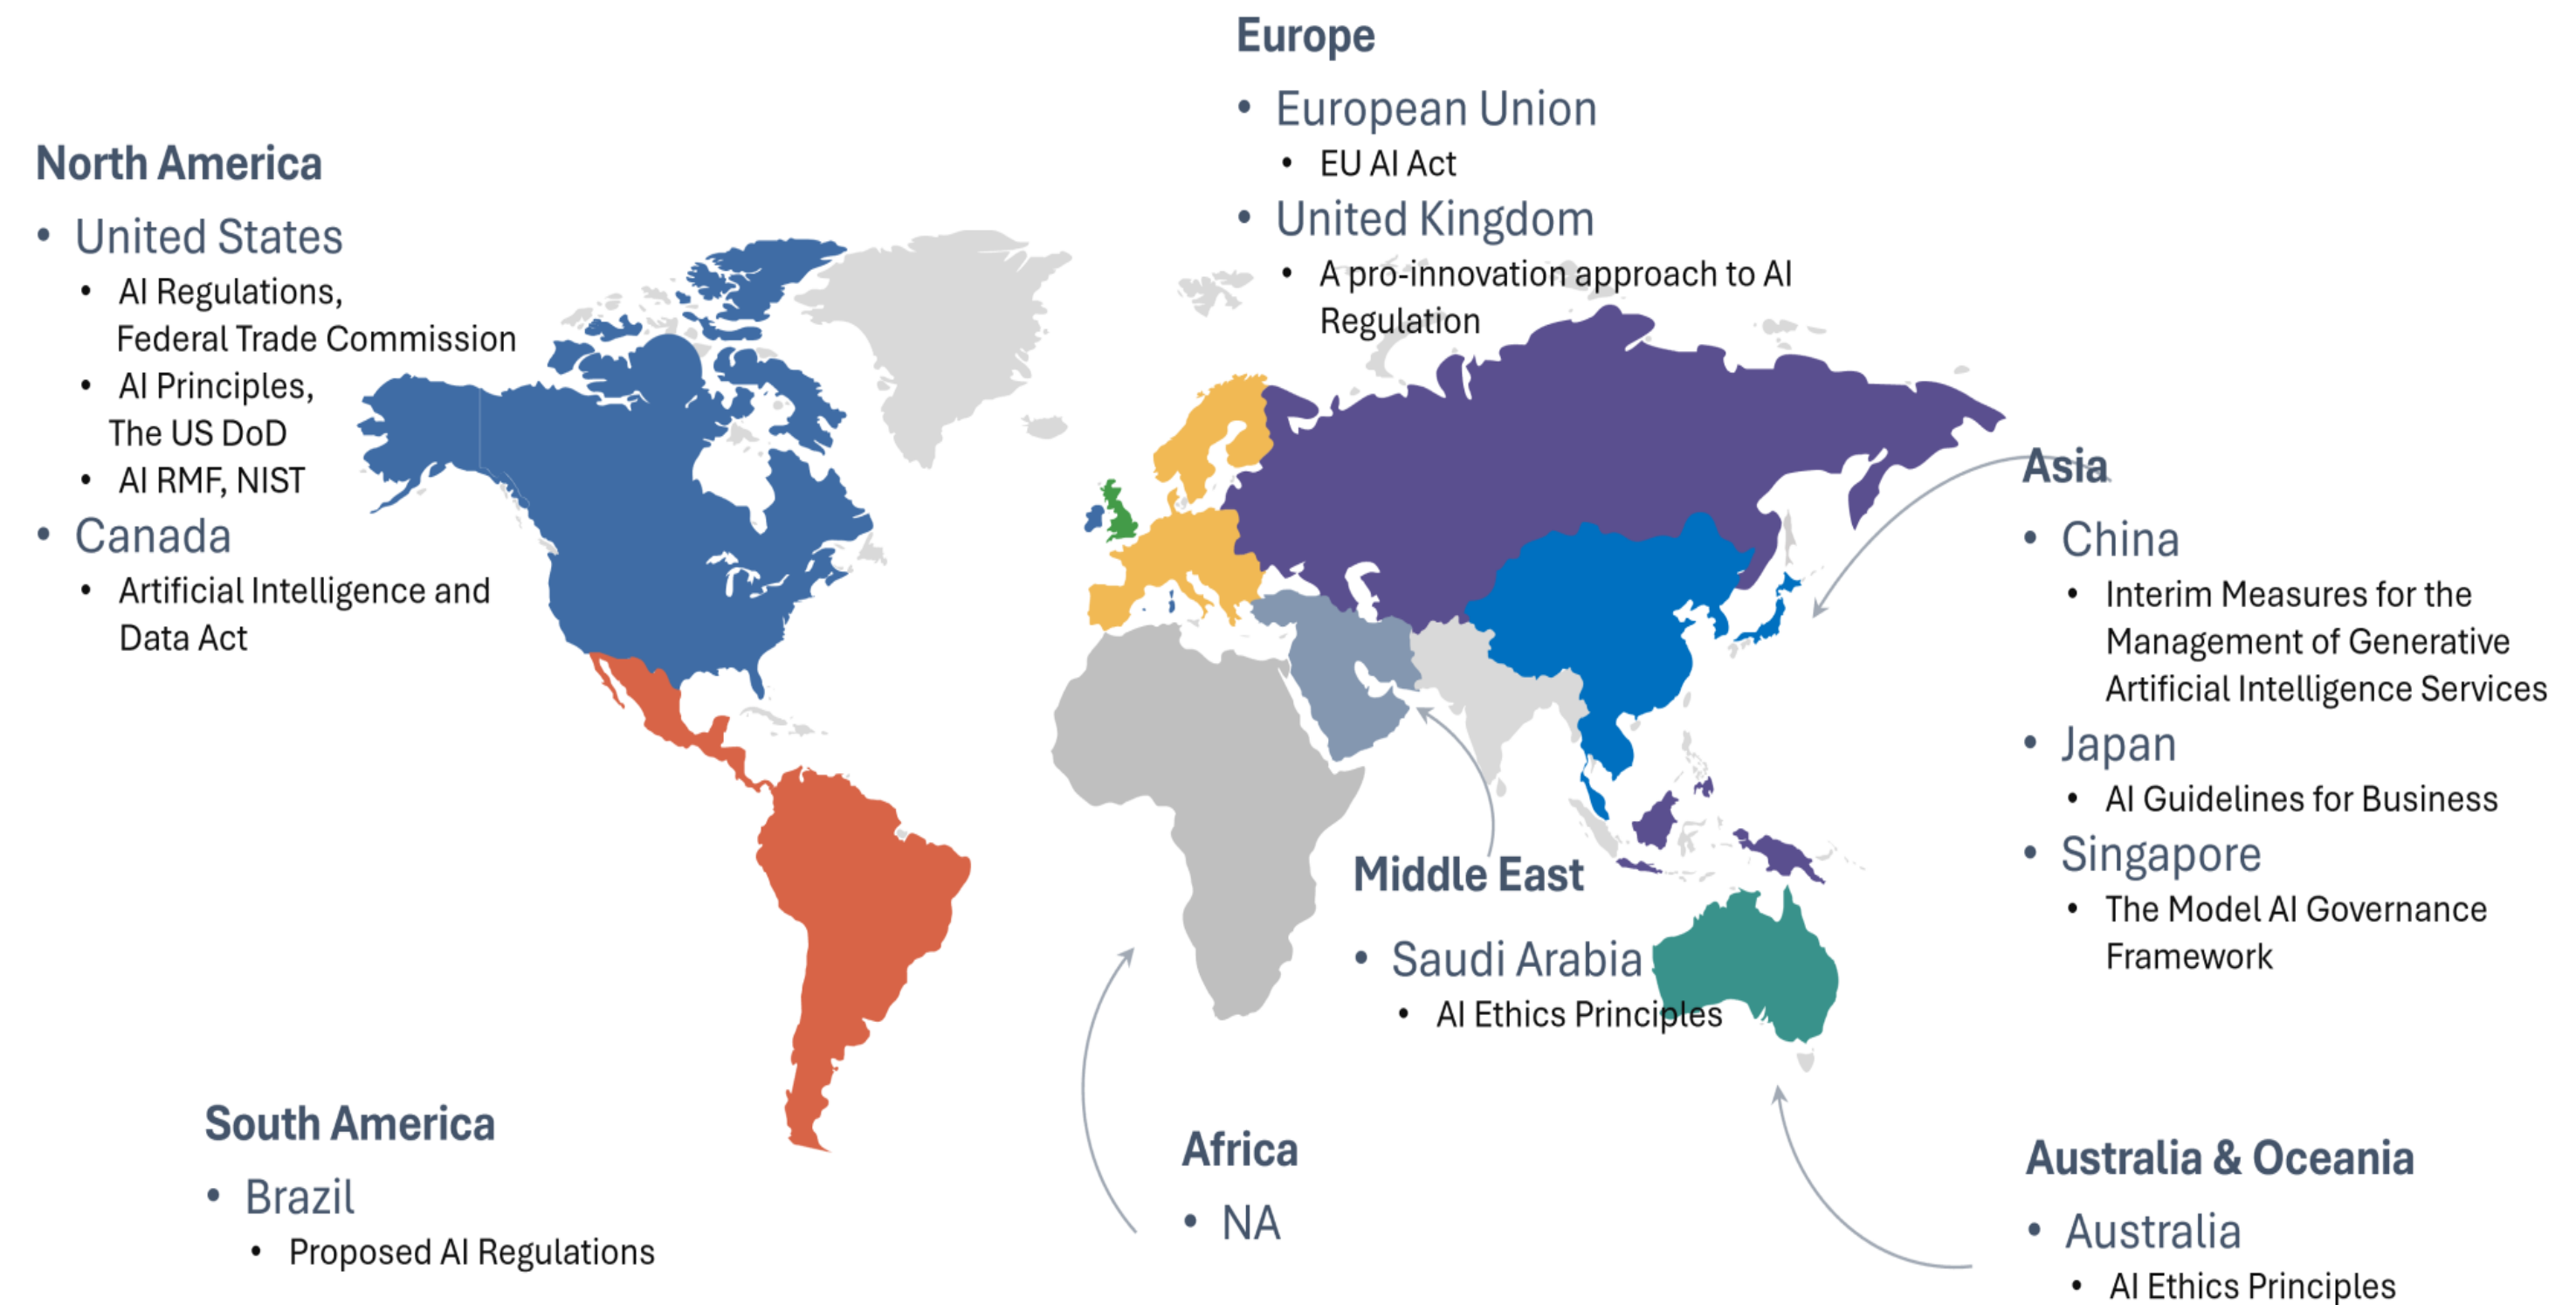 Europe
• European Union
• EU AI Act
• United Kingdom
• A pro-innovation approach to AI
Regulation
North America
• United States
• AI Regulations,
Federal Trade Commission
• AI Principles,
The US DoD
• AI RMF, NIST
• Canada
• Artificial Intelligence and
Data Act
Asia
• China
• Interim Measures for the
Management of Generative
Artificial Intelligence Services
• Japan
• AI Guidelines for Business
• Singapore
• The Model AI Governance
Framework
Middle East
• Saudi Arabia
• AI Ethics Principles
South America
• Brazil
• Proposed AI Regulations
Africa
• NA
Australia & Oceania
• Australia
• AI Ethics Principles